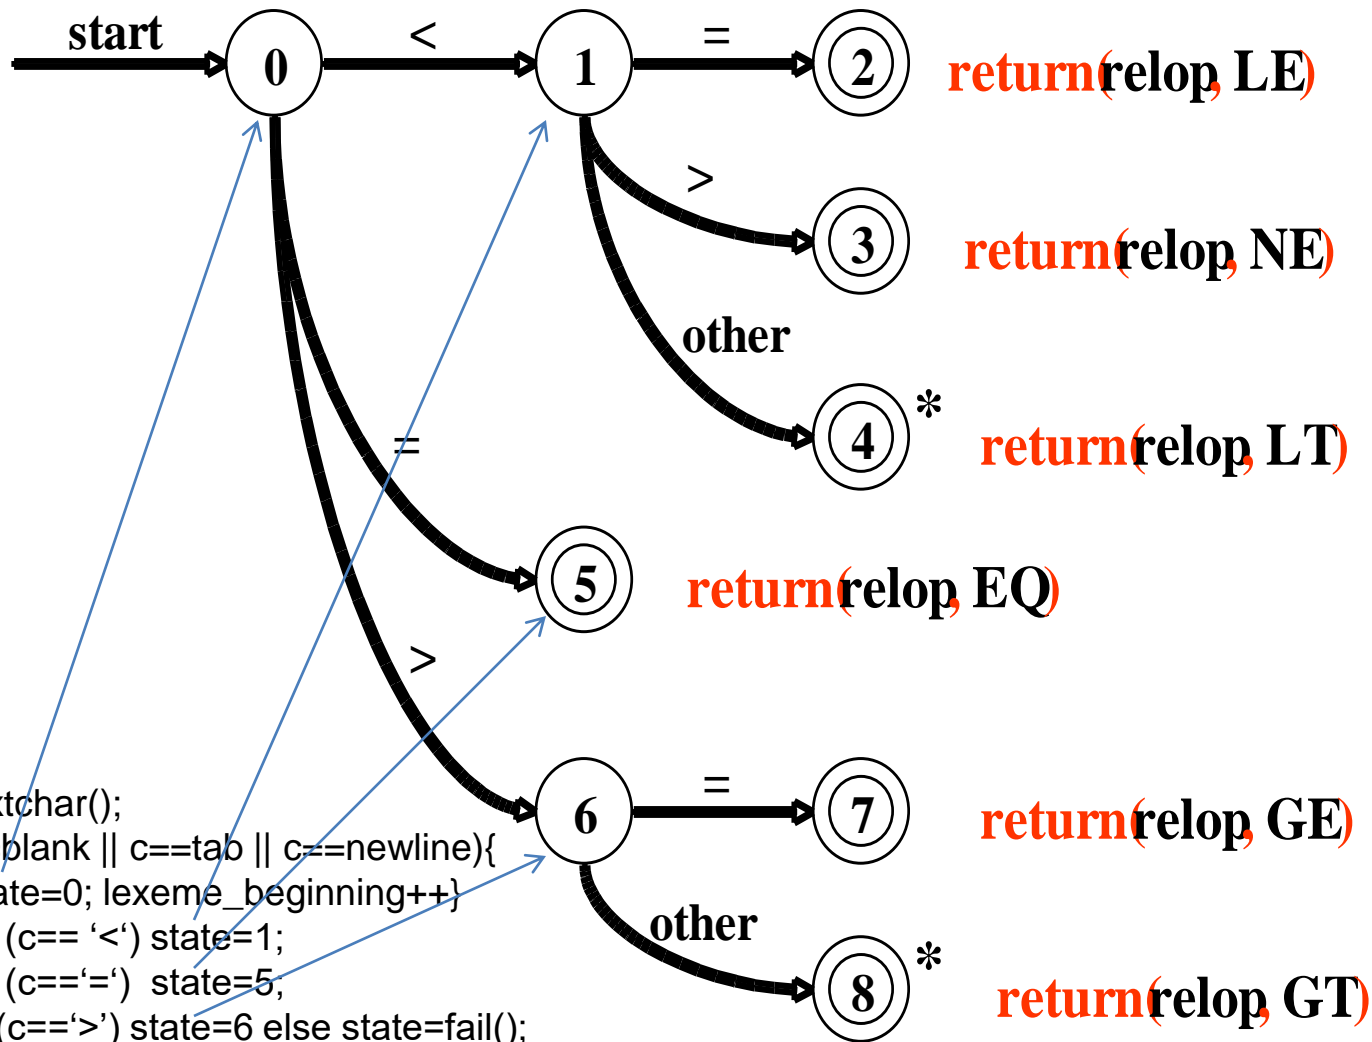 start 0 < 1 = 2 return(relop, LE)
> 3 return(relop, NE)
other
4 * return(relop, LT)
=
5 return(relop, EQ)
>
6 = 7 return(relop, GE)
other
8 * return(relop, GT)
xtchar();
blank || c==tab || c==newline){
ate=0; lexeme_beginning++}
(c== ‘<‘) state=1;
(c==‘=‘) state=5;
(c==‘>’) state=6 else state=fail();